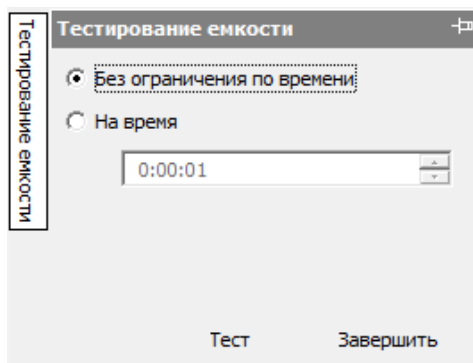 Тестирование емкости
Тестирование емкости
Без ограничения по времени
На время
0:00:01
Тест
Завершить